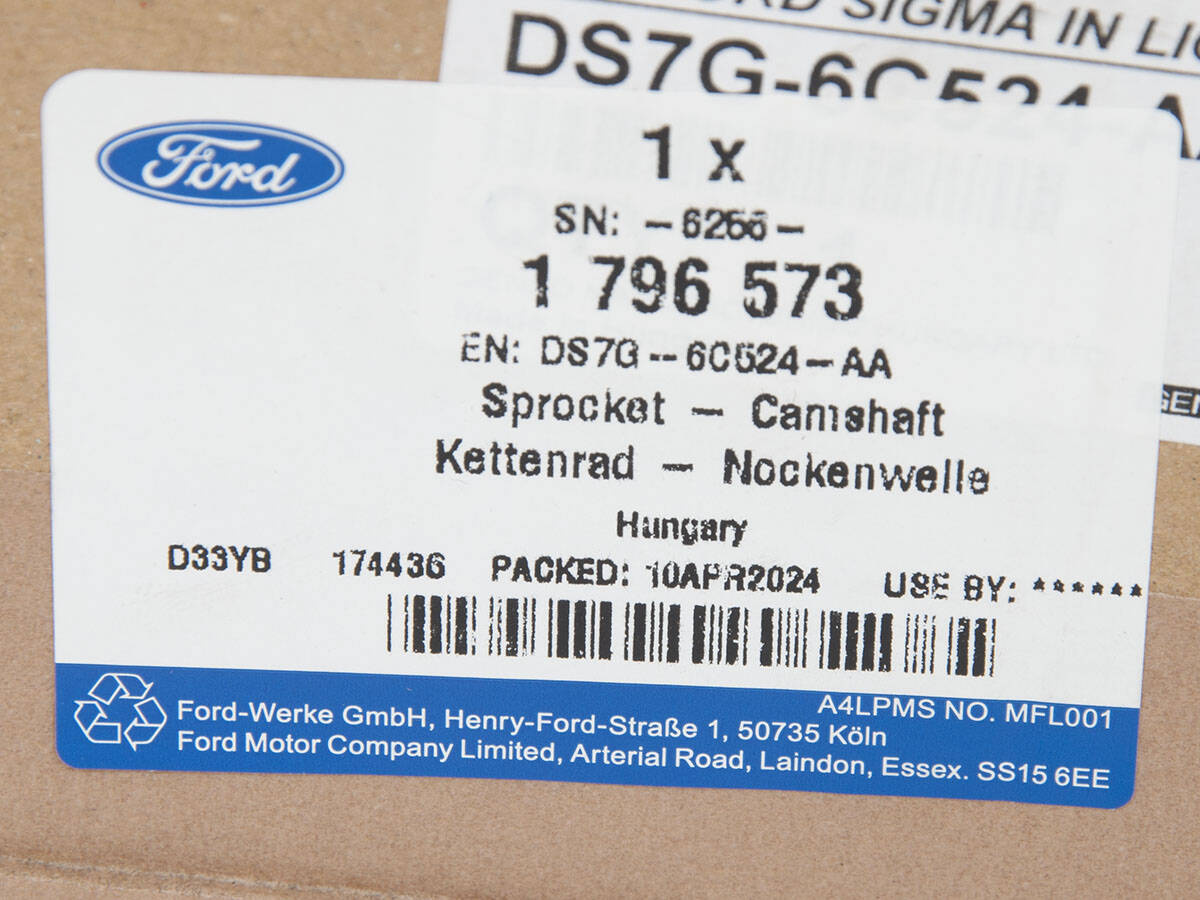 SIGMA IN
DS7G-6C524-A
Ford
1 x
SN: -6256-
1 796 573
EN: DS7G--6C524-AA
Sprocket - Camshaft
Kettenrad - Nockenwelle
Hungary
D33YB 174436 PACKED: 10APR2024 USE BY: ******
A4LPMS NO. MFL001
Ford-Werke GmbH, Henry-Ford-Straße 1, 50735 Köln
Ford Motor Company Limited, Arterial Road, Laindon, Essex. SS15 6EE